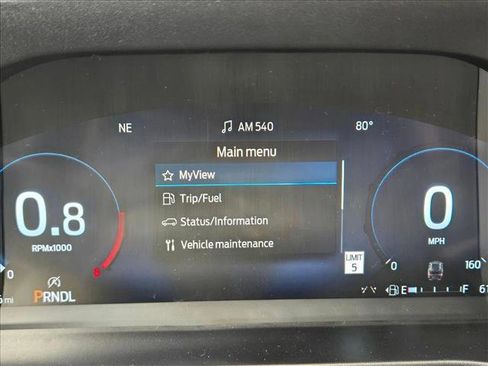 NE
AM 540
80°
Main menu
MyView
Trip/Fuel
Status/Information
Vehicle maintenance
0.8
RPMx1000
0
8
PRNDL
mi
0
MPH
0
160
LIMIT
5
E
F